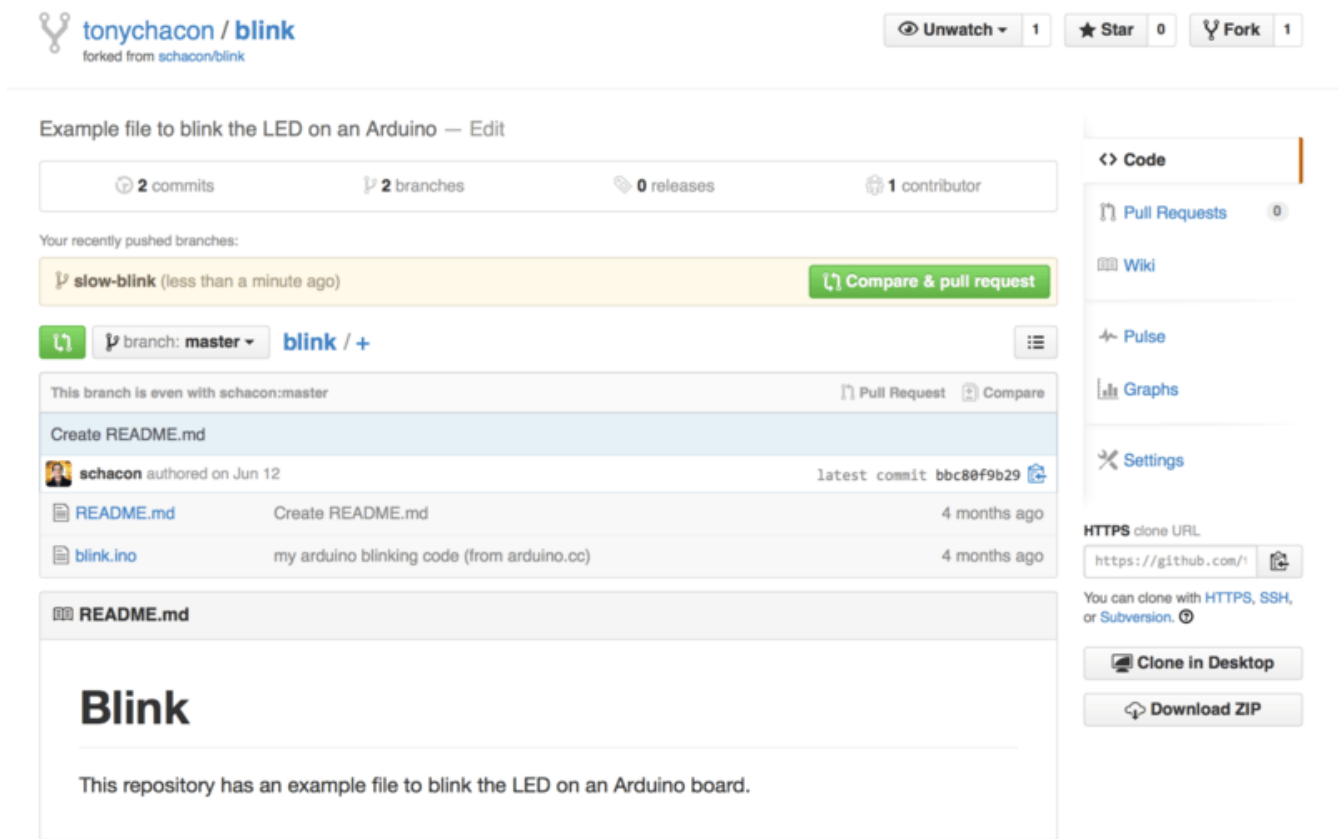 tonychacon / blink
forked from schacon/blink
Unwatch 1 Star 0 Fork 1
Example file to blink the LED on an Arduino — Edit
2 commits 2 branches 0 releases 1 contributor
Your recently pushed branches:
slow-blink (less than a minute ago) Compare & pull request
branch: master blink / +
This branch is even with schacon:master Pull Request Compare
Create README.md
schacon authored on Jun 12 latest commit bbc80f9b29
README.md Create README.md 4 months ago
blink.ino my arduino blinking code (from arduino.cc) 4 months ago
README.md
Blink
This repository has an example file to blink the LED on an Arduino board.
<> Code
Pull Requests 0
Wiki
Pulse
Graphs
Settings
HTTPS clone URL
https://github.com/
You can clone with HTTPS, SSH,
or Subversion. ?
Clone in Desktop
Download ZIP